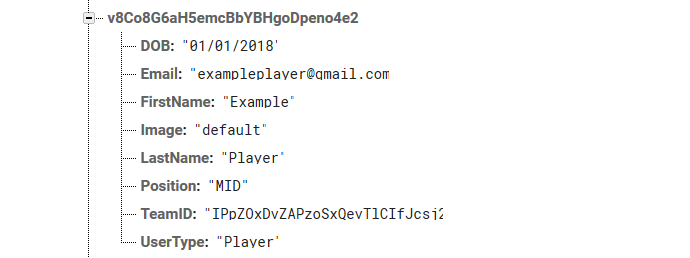 v8Co8G6aH5emcBbYBHgoDpeno4e2
DOB: "01/01/2018'
Email: "exampleplayer@gmail.com
FirstName: "Example"
Image: "default"
LastName: "Player'
Position: "MID"
TeamID: "IPpZOxDvZAPzoSxQevTlCIfJcsj2
UserType: "Player'